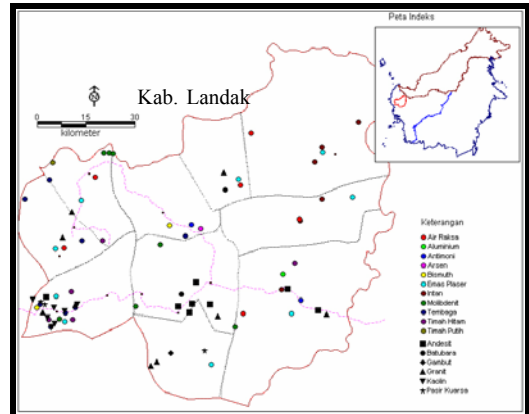 Peta Indeks
Kab. Landak
N
0 15 30
kilometer
Keterangan
Air Raksa
Aluminium
Antimoni
Arsen
Bismuth
Emas Plaser
Intan
Molibdenit
Tembaga
Timah Hitam
Timah Putih
Andesit
Batubara
Gambut
Granit
Kaolin
Pasir Kuarsa